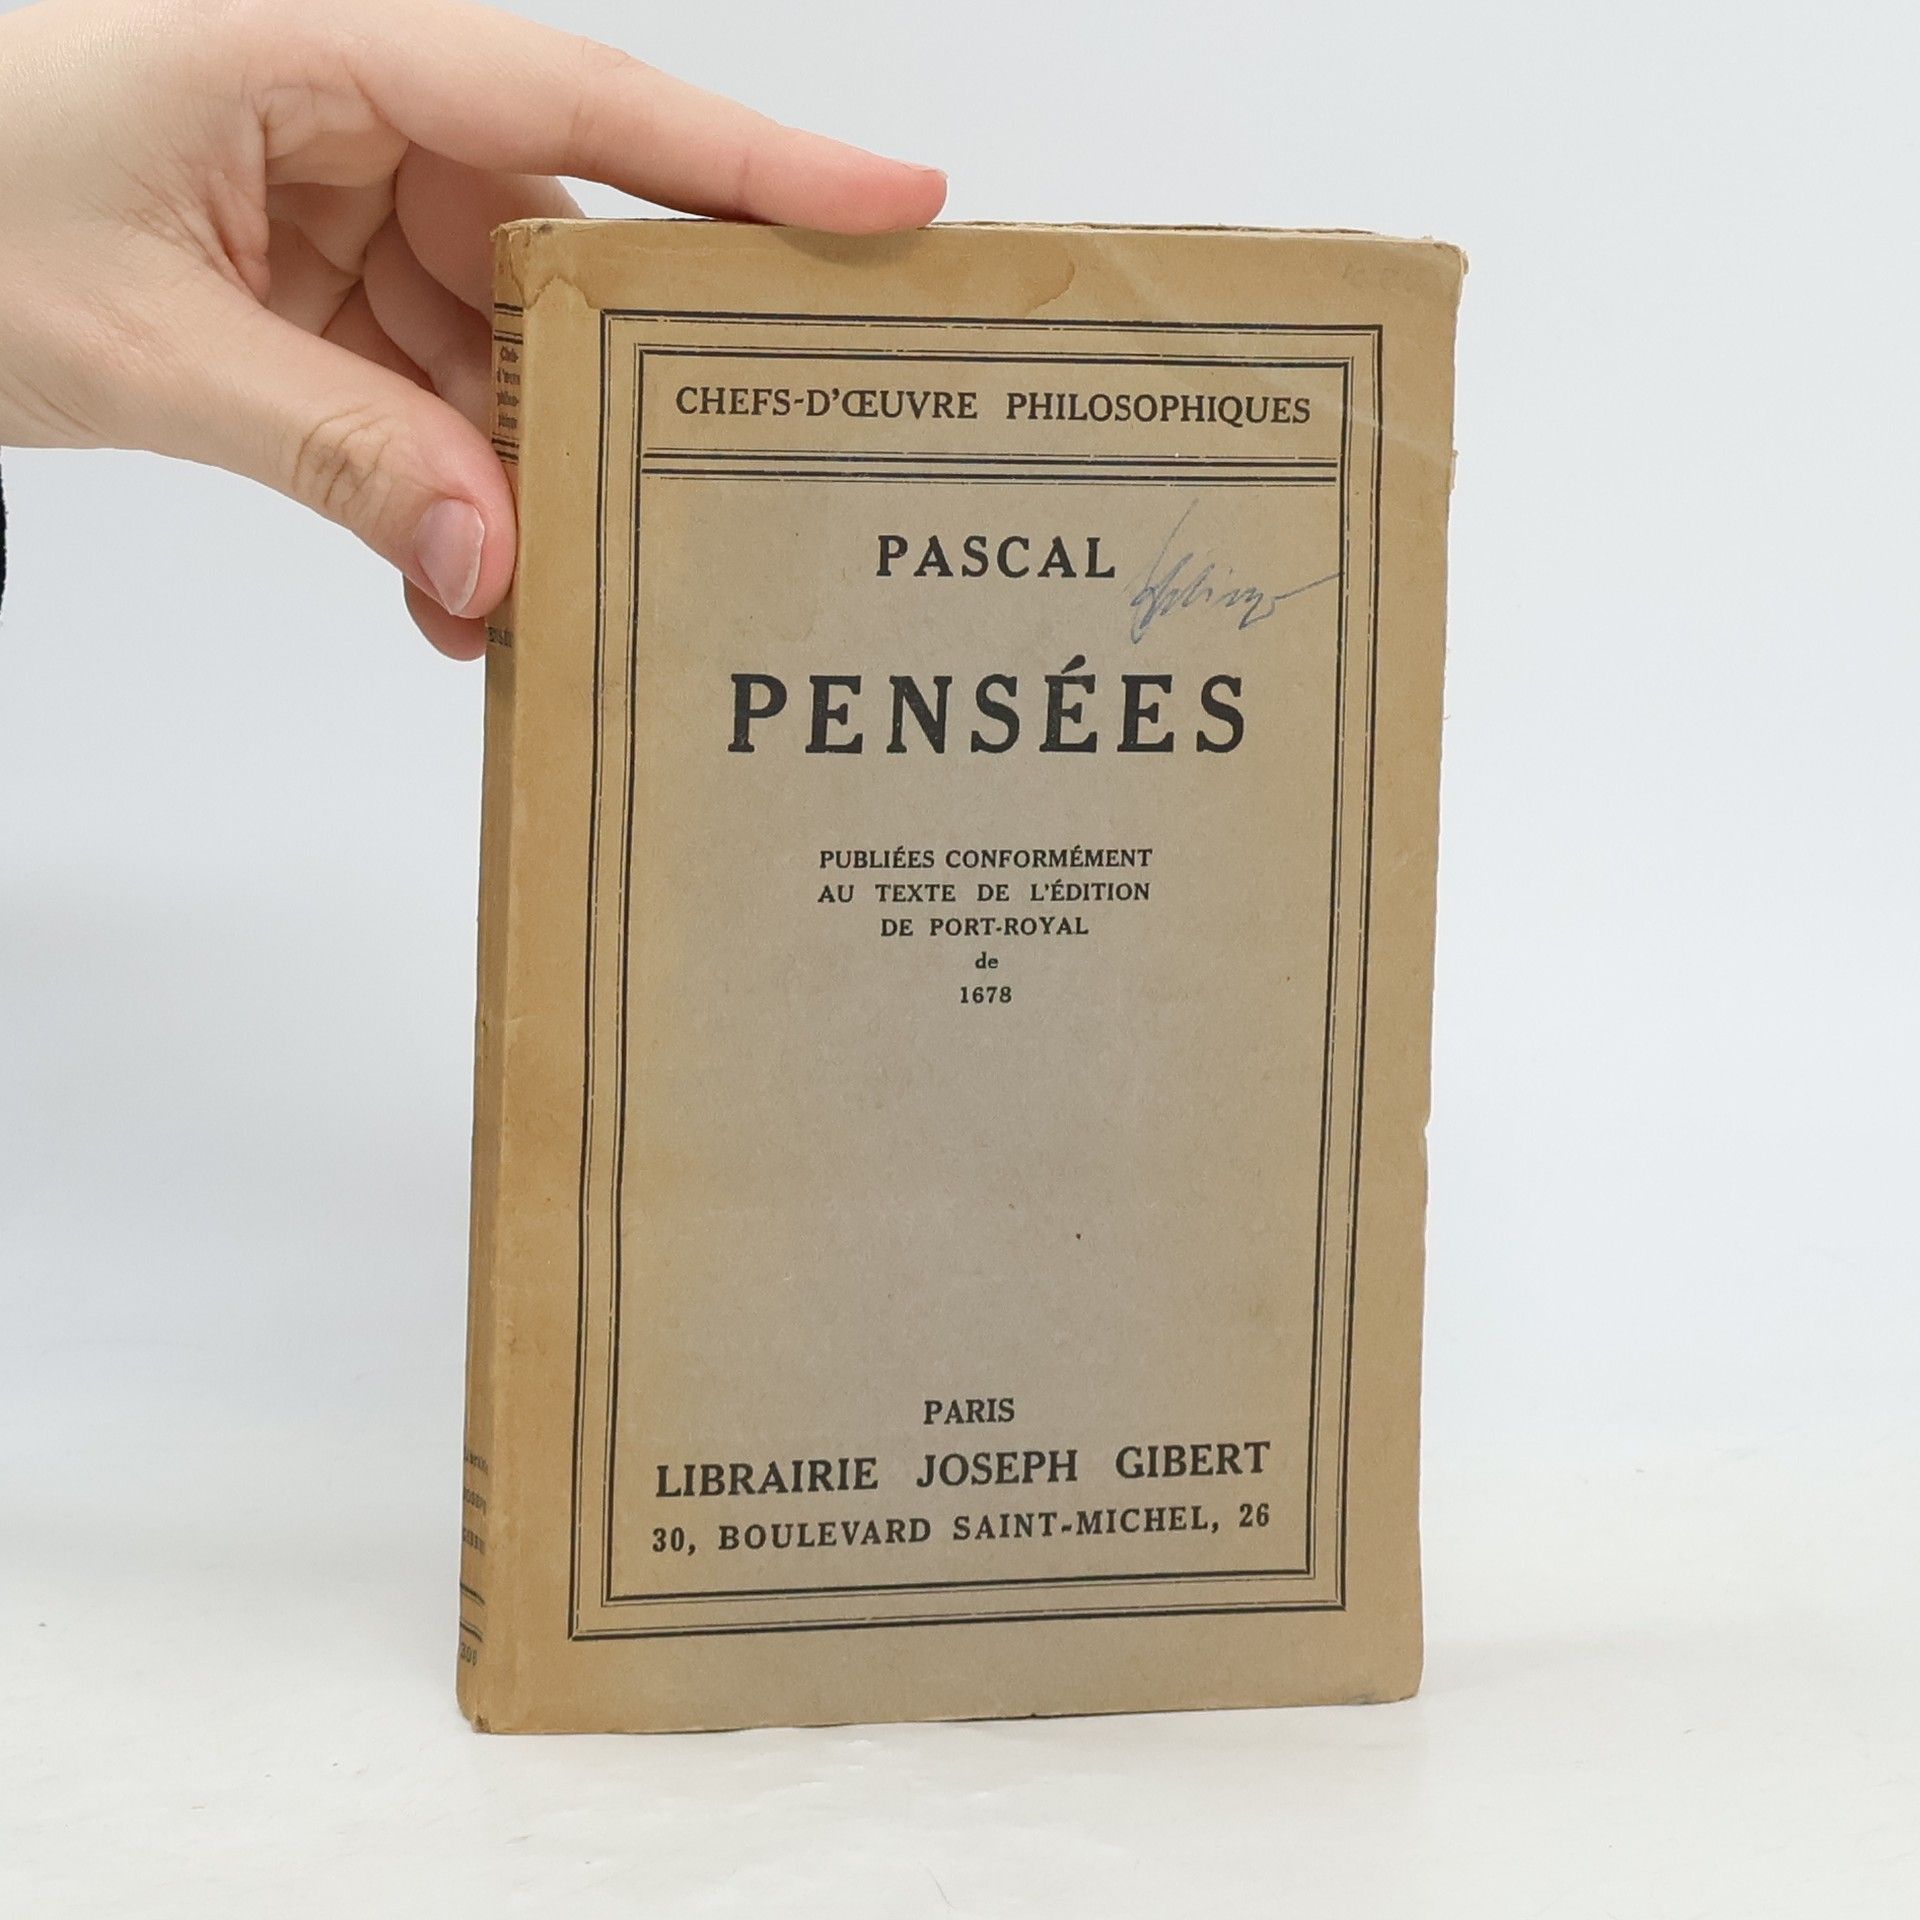 CHEFS-D'ŒUVRE PHILOSOPHIQUES
PASCAL
PENSÉES
PUBLIÉES CONFORMÉMENT
AU TEXTE DE L'ÉDITION
DE PORT-ROYAL
de
1678
PARIS
LIBRAIRIE JOSEPH GIBERT
30, BOULEVARD SAINT-MICHEL, 26